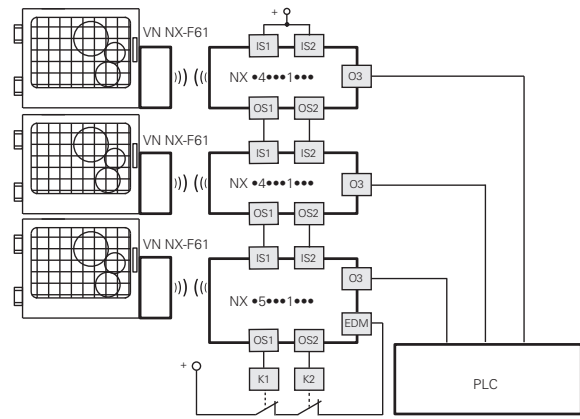 +
VN NX-F61
IS1 IS2
NX •4•••1•••
O3
OS1 OS2
VN NX-F61
IS1 IS2
NX •4•••1•••
O3
OS1 OS2
VN NX-F61
IS1 IS2
O3
NX •5•••1•••
EDM
OS1 OS2
+
K1 K2
PLC